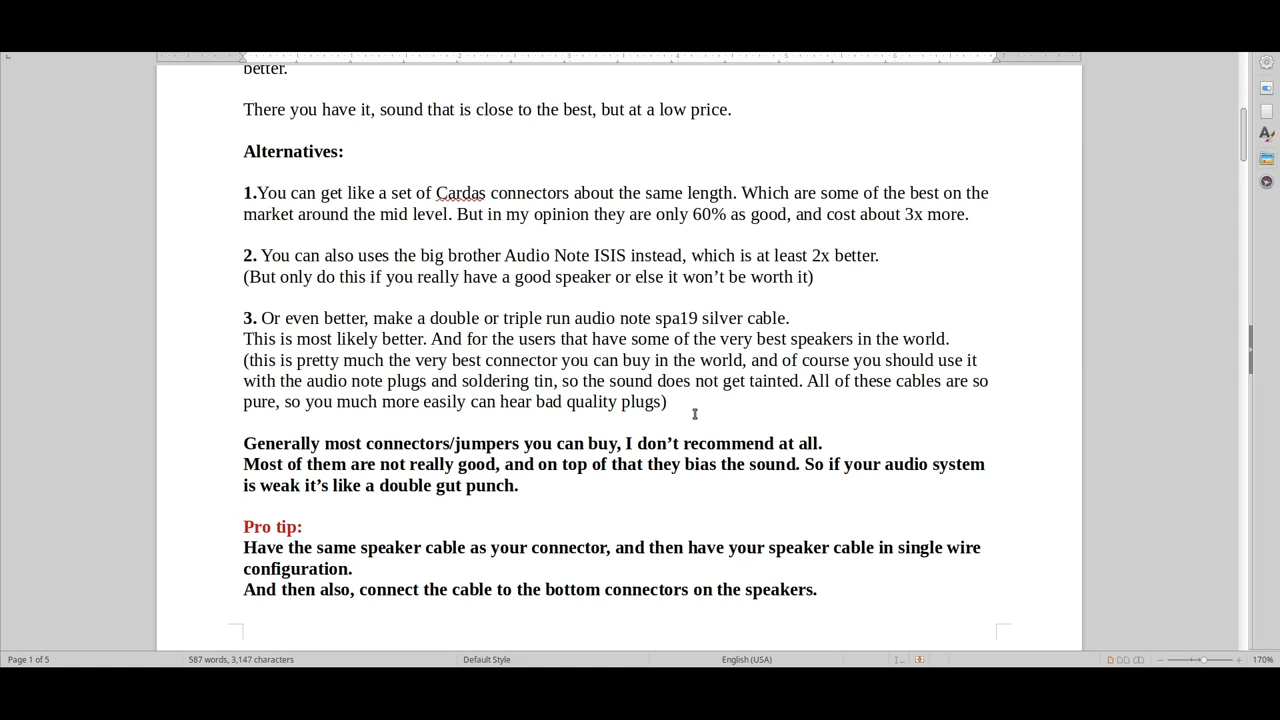 better.
There you have it, sound that is close to the best, but at a low price.
Alternatives:
1.You can get like a set of Cardas connectors about the same length. Which are some of the best on the
market around the mid level. But in my opinion they are only 60% as good, and cost about 3x more.
2. You can also uses the big brother Audio Note ISIS instead, which is at least 2x better.
(But only do this if you really have a good speaker or else it won’t be worth it)
3. Or even better, make a double or triple run audio note spa19 silver cable.
This is most likely better. And for the users that have some of the very best speakers in the world.
(this is pretty much the very best connector you can buy in the world, and of course you should use it
with the audio note plugs and soldering tin, so the sound does not get tainted. All of these cables are so
pure, so you much more easily can hear bad quality plugs)
Generally most connectors/jumpers you can buy, I don’t recommend at all.
Most of them are not really good, and on top of that they bias the sound. So if your audio system
is weak it’s like a double gut punch.
Pro tip:
Have the same speaker cable as your connector, and then have your speaker cable in single wire
configuration.
And then also, connect the cable to the bottom connectors on the speakers.
Page 1 of 5 587 words, 3,147 characters Default Style English (USA) 170%